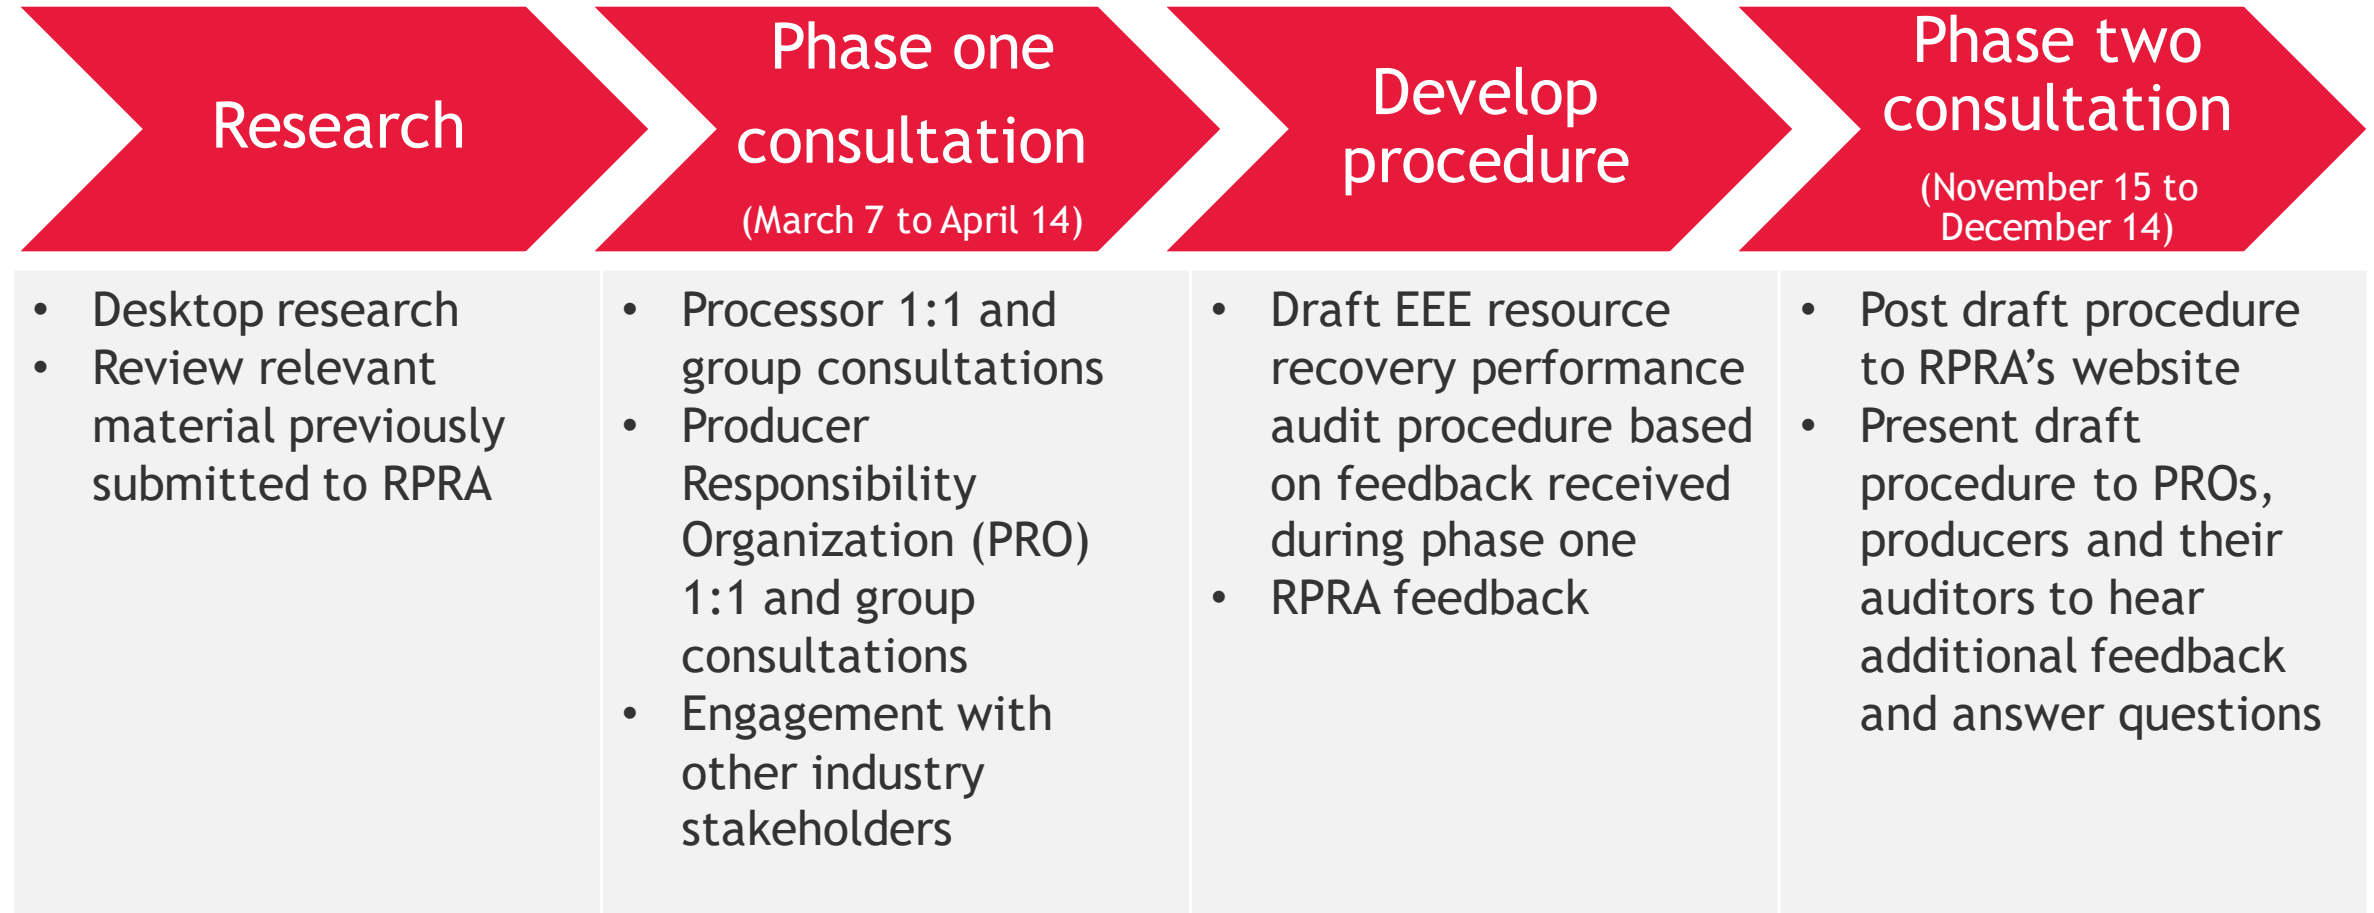 Research
Phase one
consultation
(March 7 to April 14)
Develop
procedure
Phase two
consultation
(November 15 to
December 14)
• Desktop research
• Review relevant
material previously
submitted to RPRA
• Processor 1:1 and
group consultations
• Producer
Responsibility
Organization (PRO)
1:1 and group
consultations
• Engagement with
other industry
stakeholders
• Draft EEE resource
recovery performance
audit procedure based
on feedback received
during phase one
• RPRA feedback
• Post draft procedure
to RPRA’s website
• Present draft
procedure to PROs,
producers and their
auditors to hear
additional feedback
and answer questions